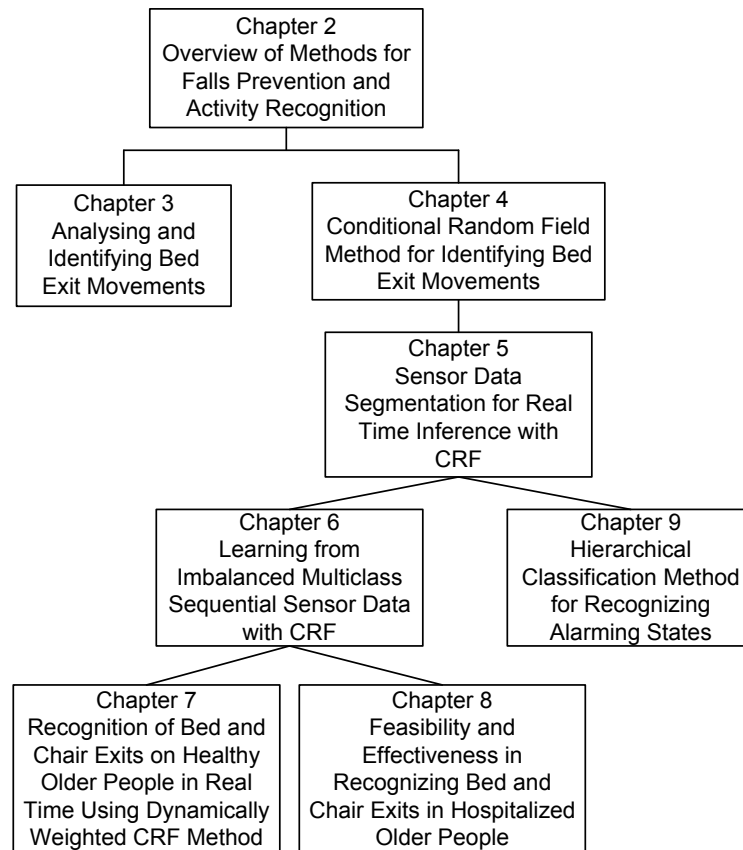 Chapter 2
Overview of Methods for
Falls Prevention and
Activity Recognition
Chapter 3
Analysing and
Identifying Bed
Exit Movements
Chapter 4
Conditional Random Field
Method for Identifying Bed
Exit Movements
Chapter 5
Sensor Data
Segmentation for Real
Time Inference with
CRF
Chapter 6
Learning from
Imbalanced Multiclass
Sequential Sensor Data
with CRF
Chapter 9
Hierarchical
Classification Method
for Recognizing
Alarming States
Chapter 7
Recognition of Bed and
Chair Exits on Healthy
Older People in Real
Time Using Dynamically
Weighted CRF Method
Chapter 8
Feasibility and
Effectiveness in
Recognizing Bed and
Chair Exits in Hospitalized
Older People